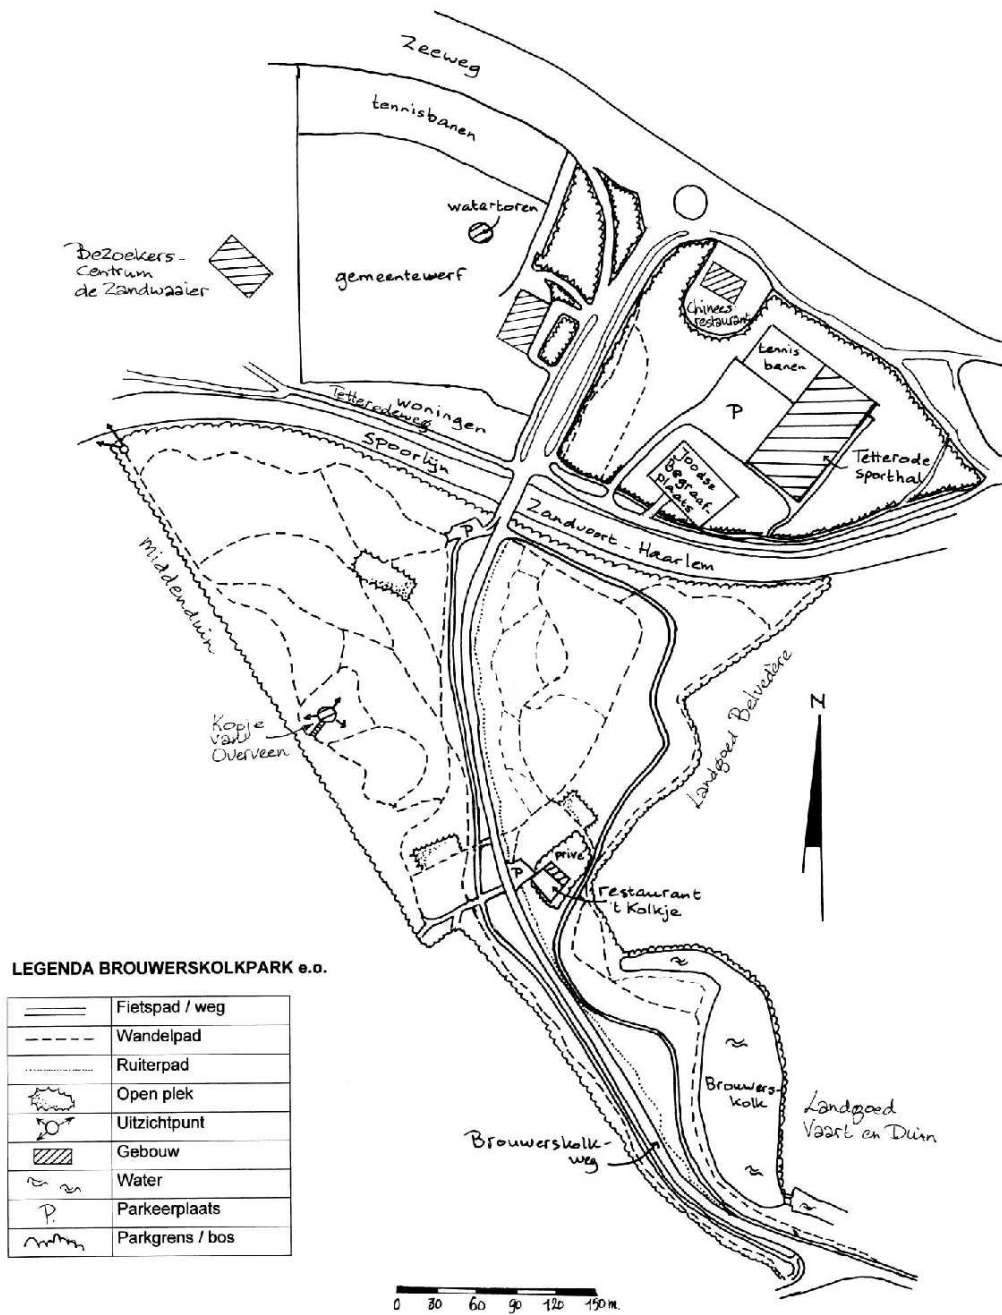 Zeeweg
tennisbanen
watertoren
Bezoekers-
Centrum
de Zandwaaier
gemeentewerf
Chinees
restaurant
tennis
banen
P
woningen
Tetterodeweg
Spoorlijn
Joodse
Begraaf
plaats
Tetterode
sporthal
P
Zandvoort - Haarlem
Middenduin
Landgoed Belvedère
N
Kopje
van
Overveen
privé
P
restaurant
't Kolkje
LEGENDA BROUWERSKOLKPARK e.o.
Fietspad / weg
Wandelpad
Ruiterpad
Open plek
Uitzichtpunt
Gebouw
Water
P. Parkeerplaats
Parkgrens / bos
Brouwers-
kolk
Landgoed
Vaart en Duin
Brouwerskolk-
weg
0 30 60 90 120 150 m.